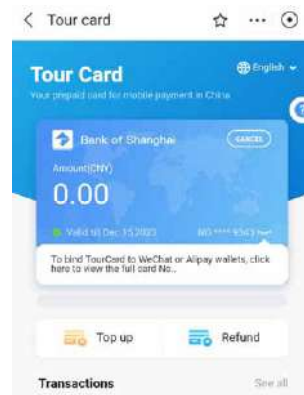 Tour card
Tour Card
English
Your prepaid card for mobile payment in China
Bank of Shanghai
CANCEL
Amount(CNY)
0.00
Valid till Dec 15,2023
NO **** 9343
To bind TourCard to WeChat or Alipay wallets, click
here to view the full card No..
Top up
Refund
Transactions
See all